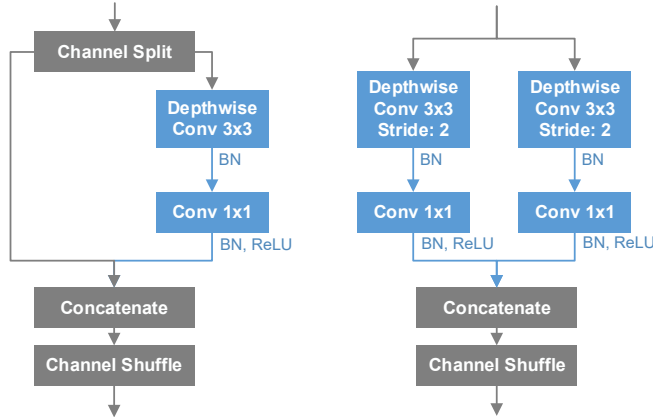 Channel Split
Depthwise
Conv 3x3
BN
Conv 1x1
BN, ReLU
Concatenate
Channel Shuffle
Depthwise
Conv 3x3
Stride: 2
BN
Conv 1x1
BN, ReLU
Depthwise
Conv 3x3
Stride: 2
BN
Conv 1x1
BN, ReLU
Concatenate
Channel Shuffle